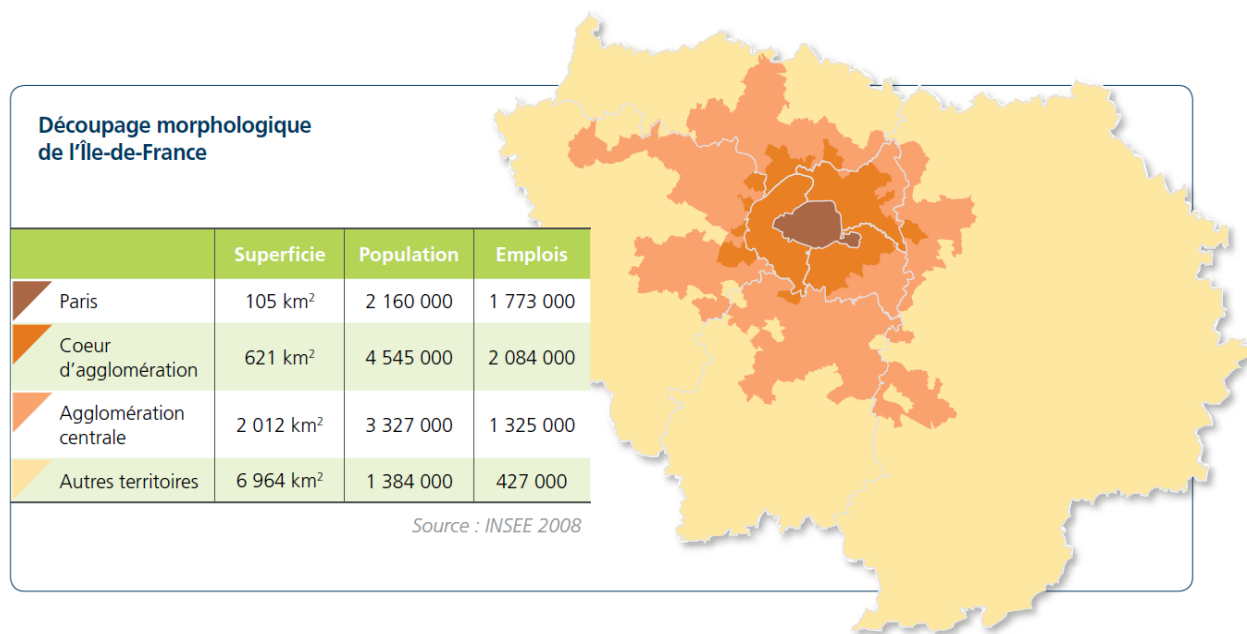 Découpage morphologique
de l'Île-de-France
Superficie Population Emplois
Paris 105 km² 2 160 000 1 773 000
Coeur
d'agglomération 621 km² 4 545 000 2 084 000
Agglomération
centrale 2 012 km² 3 327 000 1 325 000
Autres territoires 6 964 km² 1 384 000 427 000
Source : INSEE 2008